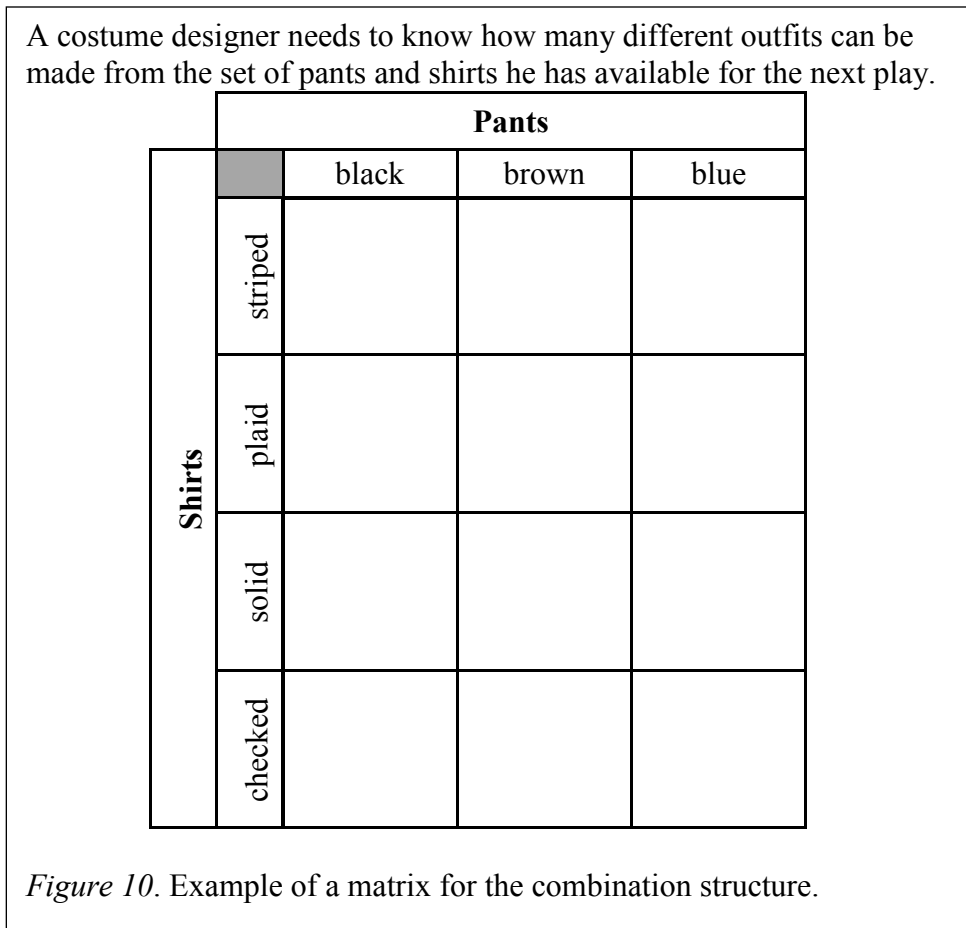 A costume designer needs to know how many different outfits can be
made from the set of pants and shirts he has available for the next play.
Pants
black brown blue
Shirts
striped
plaid
solid
checked
Figure 10. Example of a matrix for the combination structure.